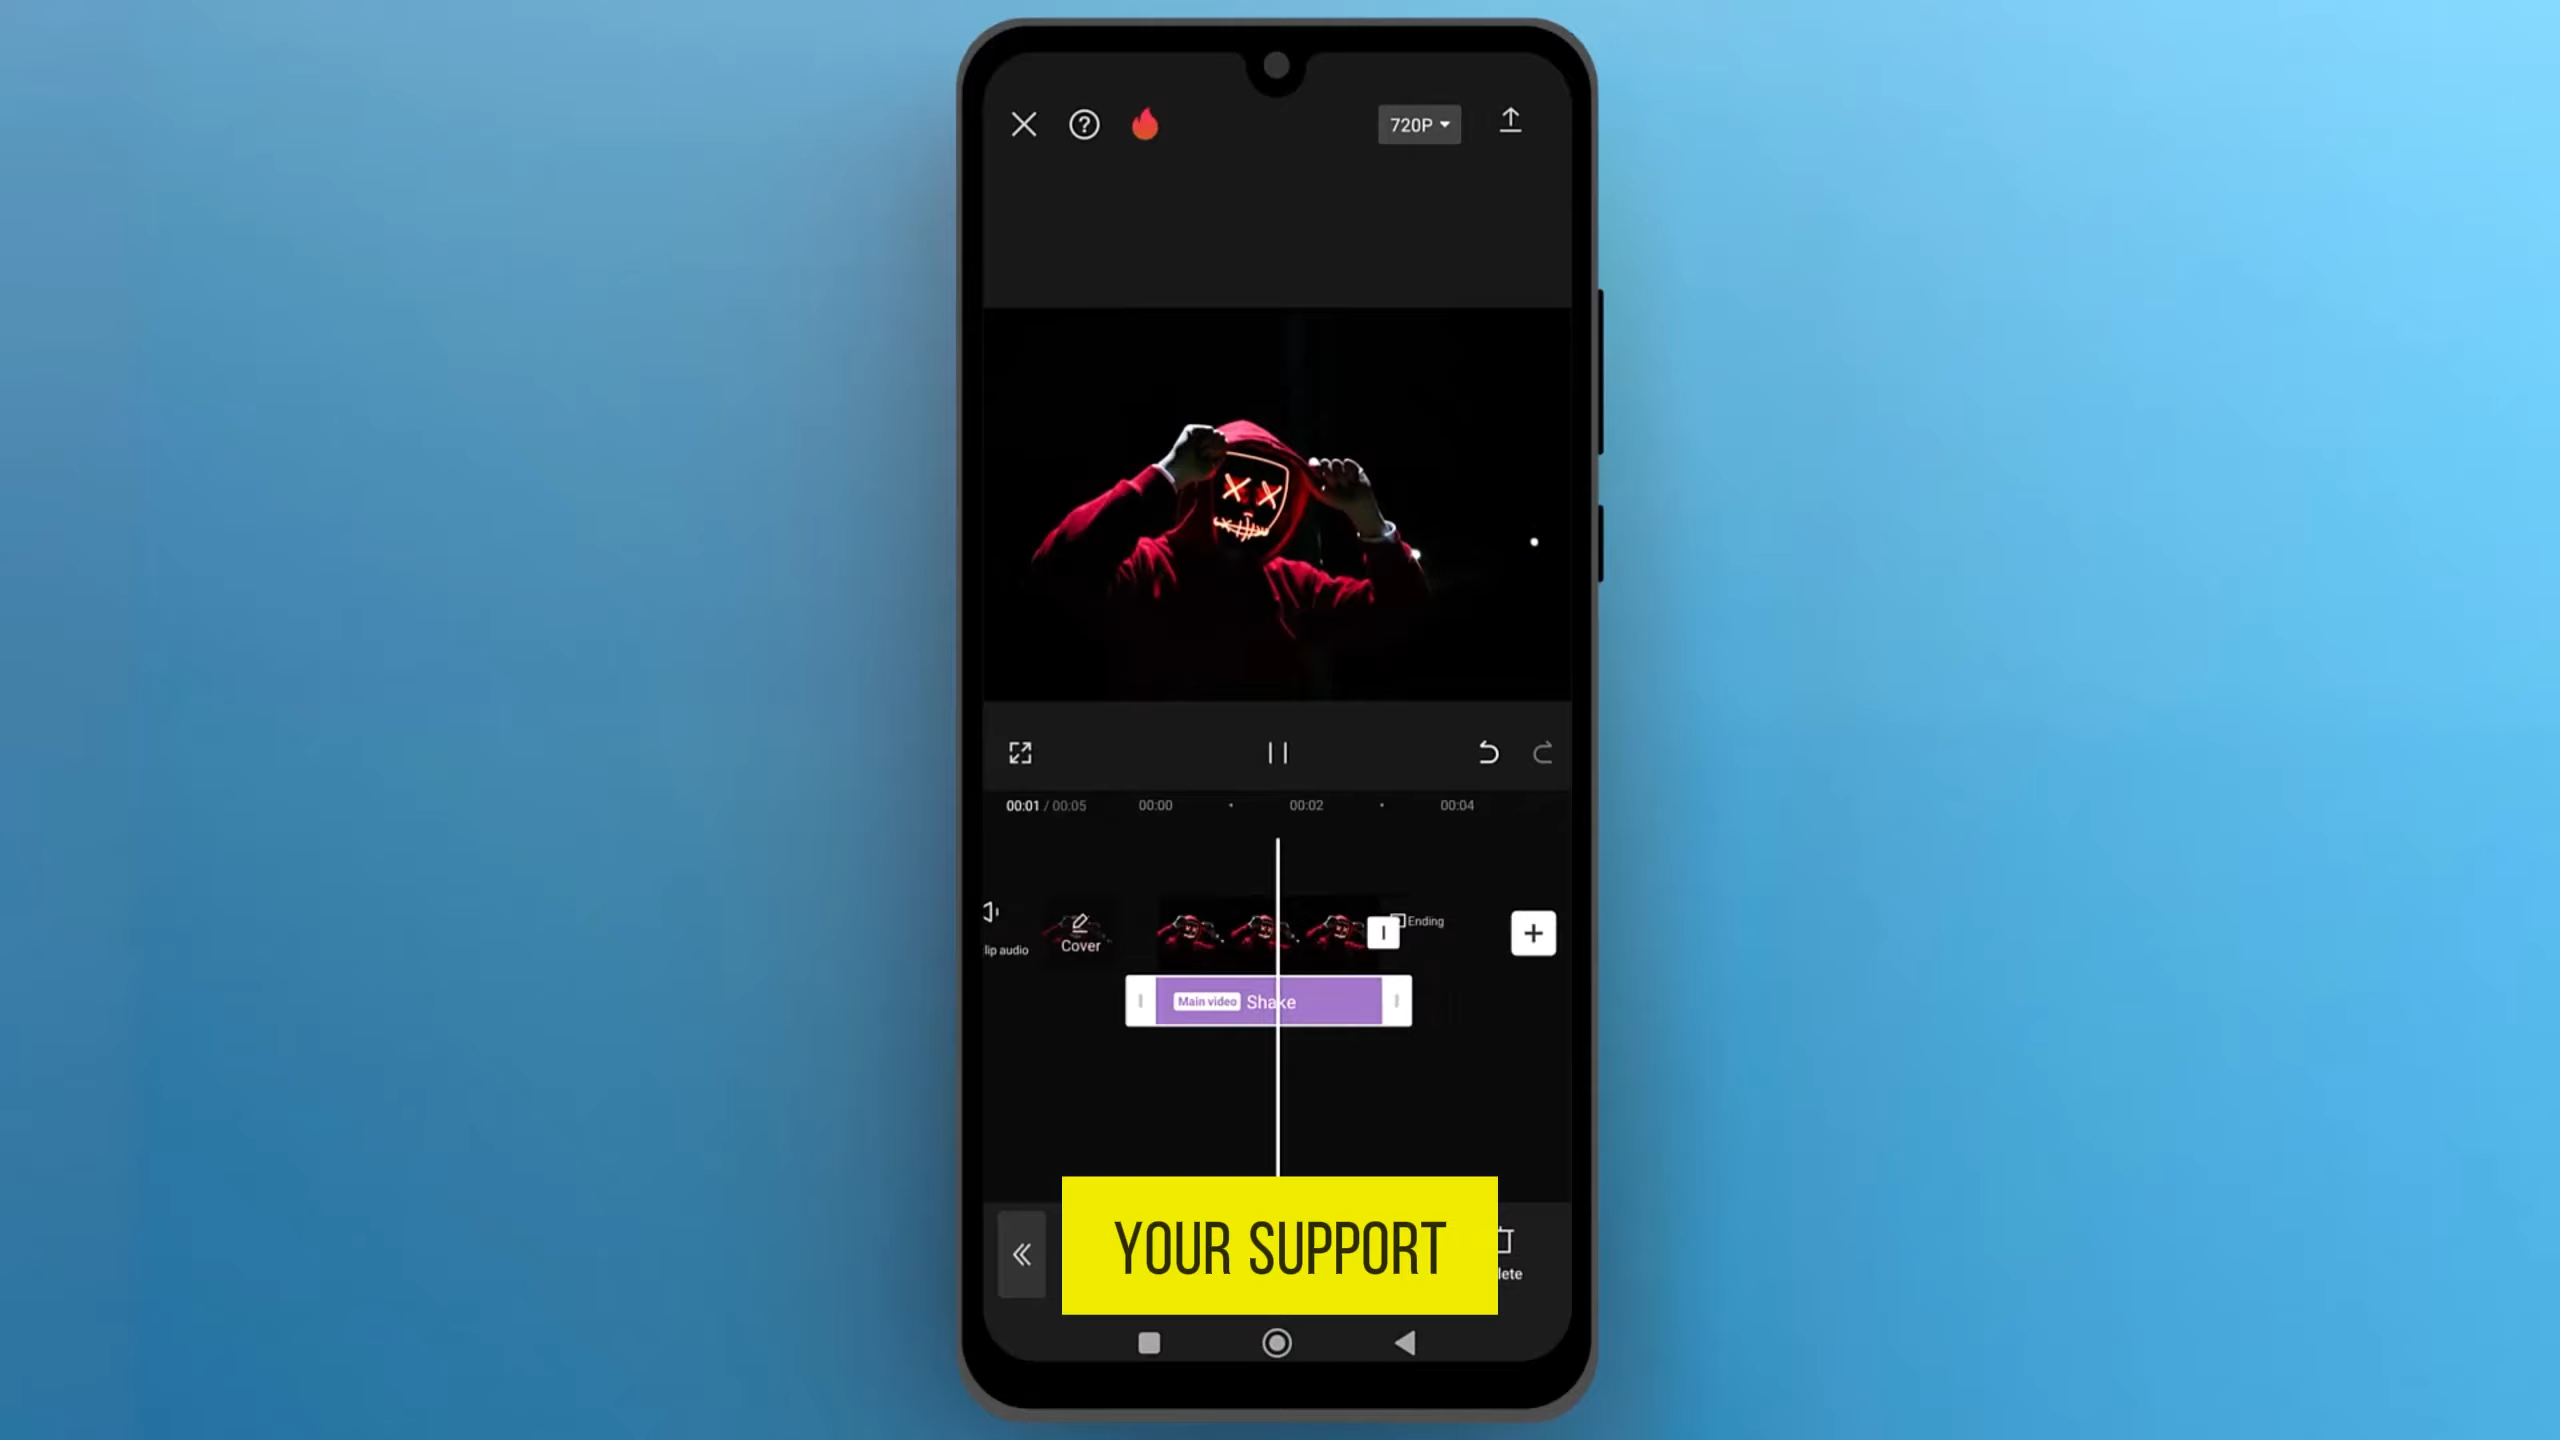 720P
00:01 / 00:05
00:00
00:02
00:04
lip audio
Cover
Ending
Main video
Shake
YOUR SUPPORT
lete